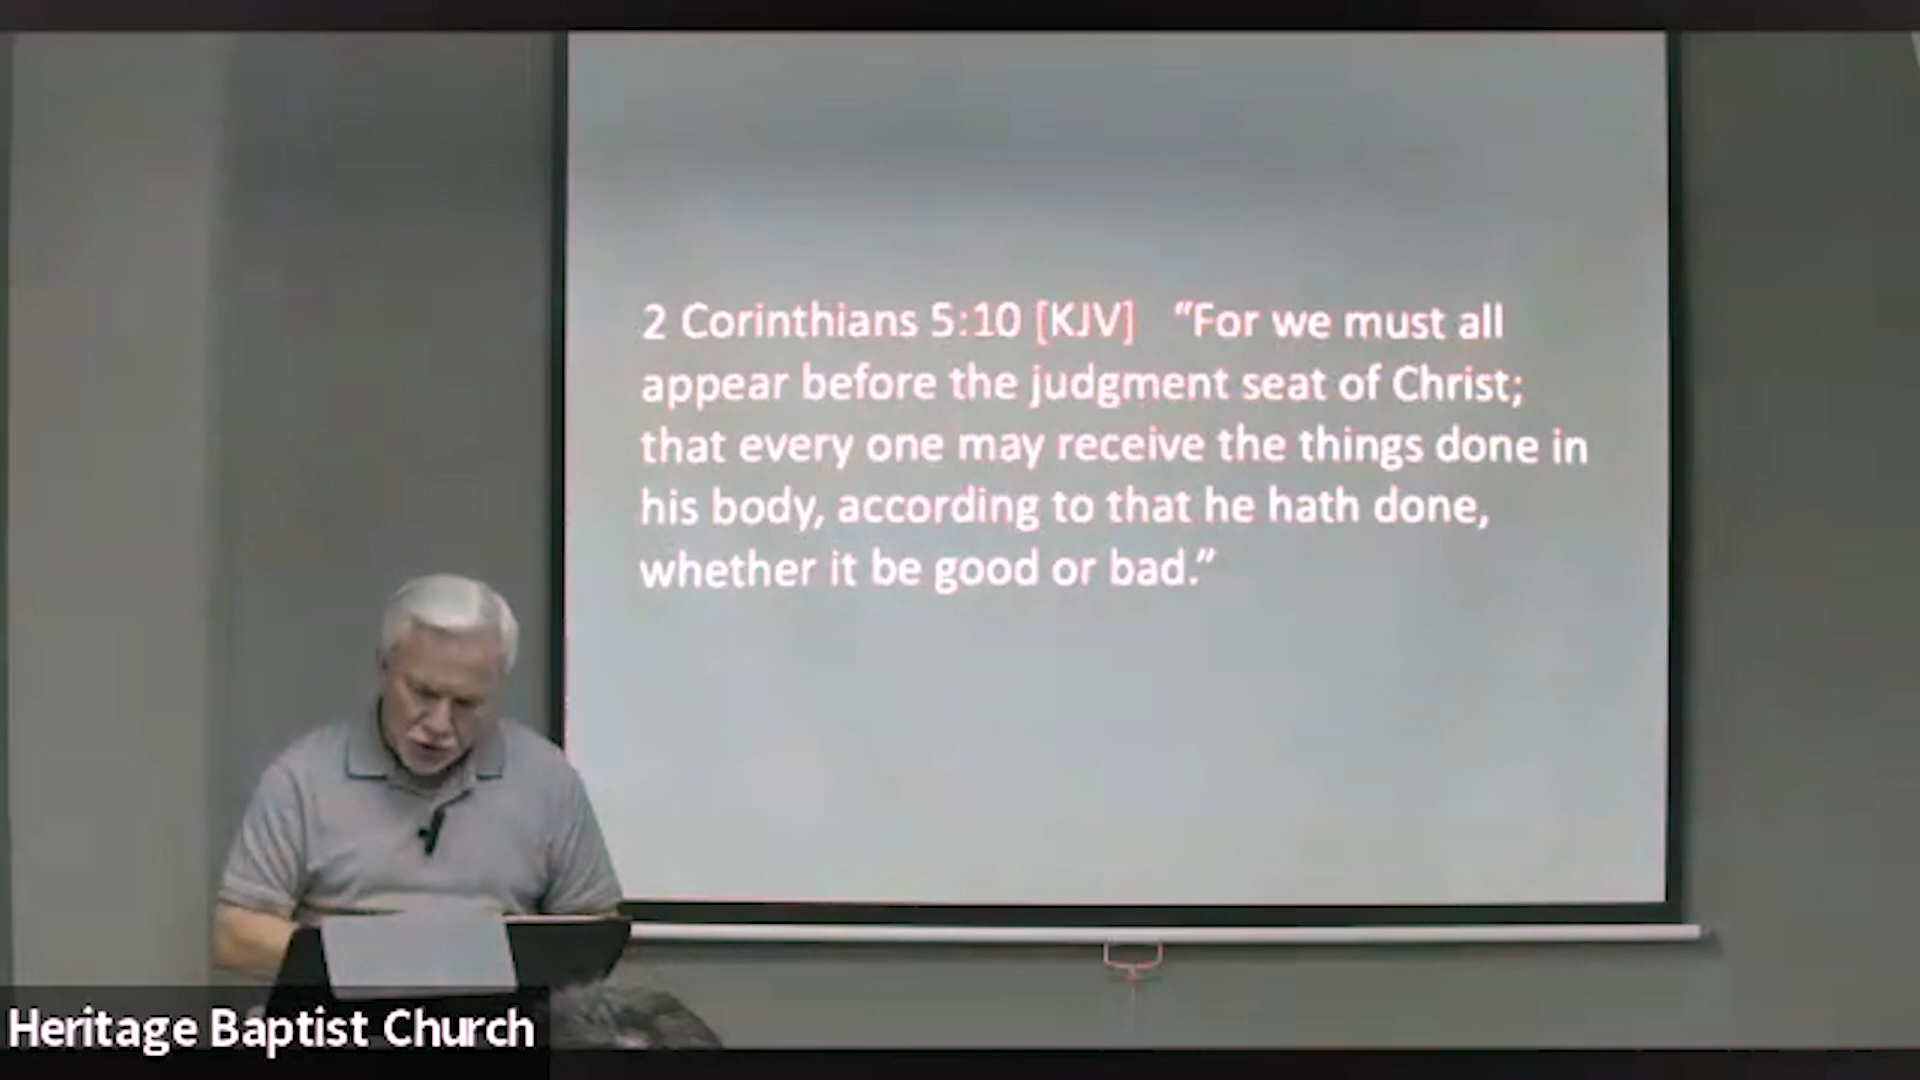 2 Corinthians 5:10 [KJV] “For we must all
appear before the judgment seat of Christ;
that every one may receive the things done in
his body, according to that he hath done,
whether it be good or bad.”
Heritage Baptist Church